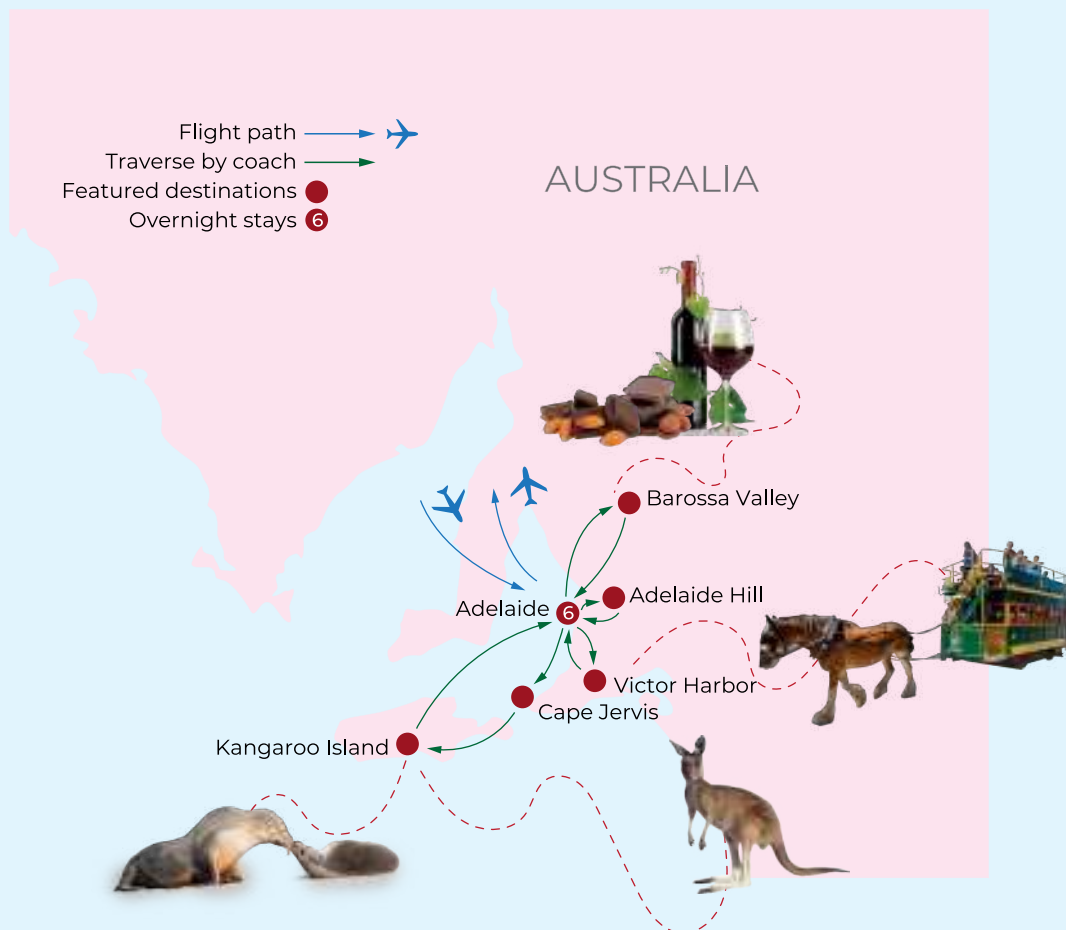 Flight path
Traverse by coach
Featured destinations
Overnight stays 6
AUSTRALIA
Barossa Valley
Adelaide Hill
Adelaide 6
Victor Harbor
Cape Jervis
Kangaroo Island